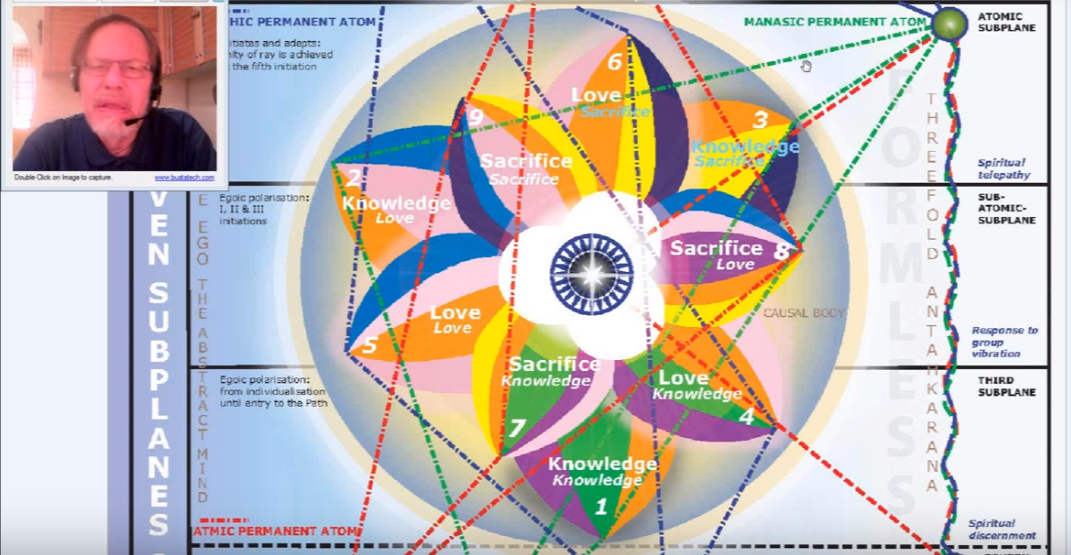 HIC PERMANENT ATOM
MANASIC PERMANENT ATOM
ATOMIC
SUBPLANE
itiatas and adepts:
ity of ray is achieved
the fifth initiation
6
Love
Sacrifice
3
Knowledge
Sacrifice
9
Sacrifice
Sacrifice
Spiritual
telepathy
Double Click on Image to capture.
www.bustatech.com
2
Knowledge
Love
Egoic polarisation:
I, II & III
initiations
SUB-
ATOMIC-
SUBPLANE
Sacrifice 8
Love
CAUSAL BODY
Love
Love
5
Response to
group
vibration
Sacrifice
Knowledge
7
Love
Knowledge
4
Egoic polarisation:
from individualisation
until entry to the Path
THIRD
SUBPLANE
Knowledge
Knowledge
1
ATMIC PERMANENT ATOM
Spiritual
discernment
VEN SUBPLANES
E EGO THE ABSTRACT MIND
FORMLESS
THREEFOLD ANTAHKARANA